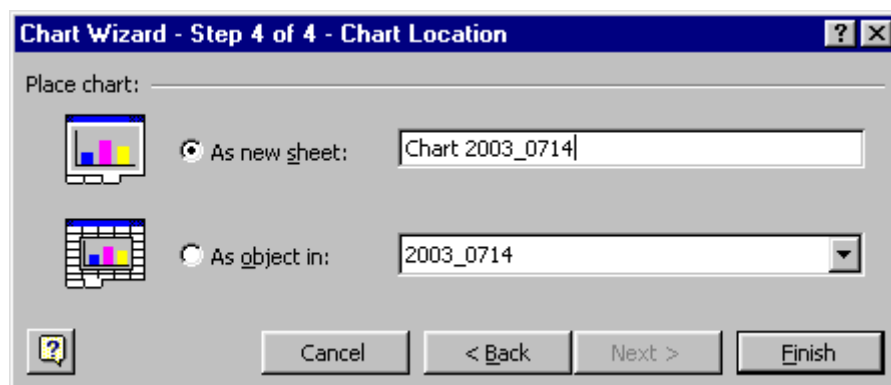 Chart Wizard - Step 4 of 4 - Chart Location
Place chart:
As new sheet: Chart 2003_0714
As object in: 2003_0714
Cancel < Back Next > Finish